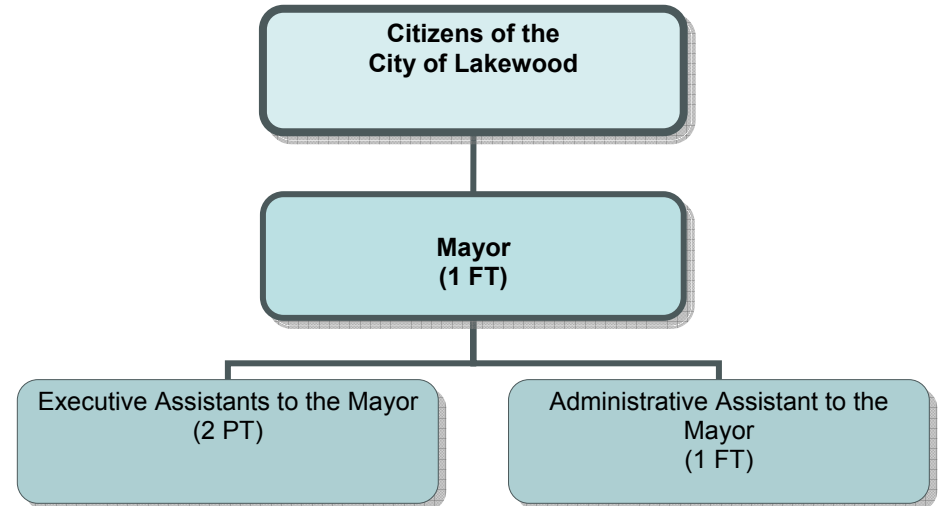 Citizens of the
City of Lakewood
Mayor
(1 FT)
Executive Assistants to the Mayor
(2 PT)
Administrative Assistant to the
Mayor
(1 FT)